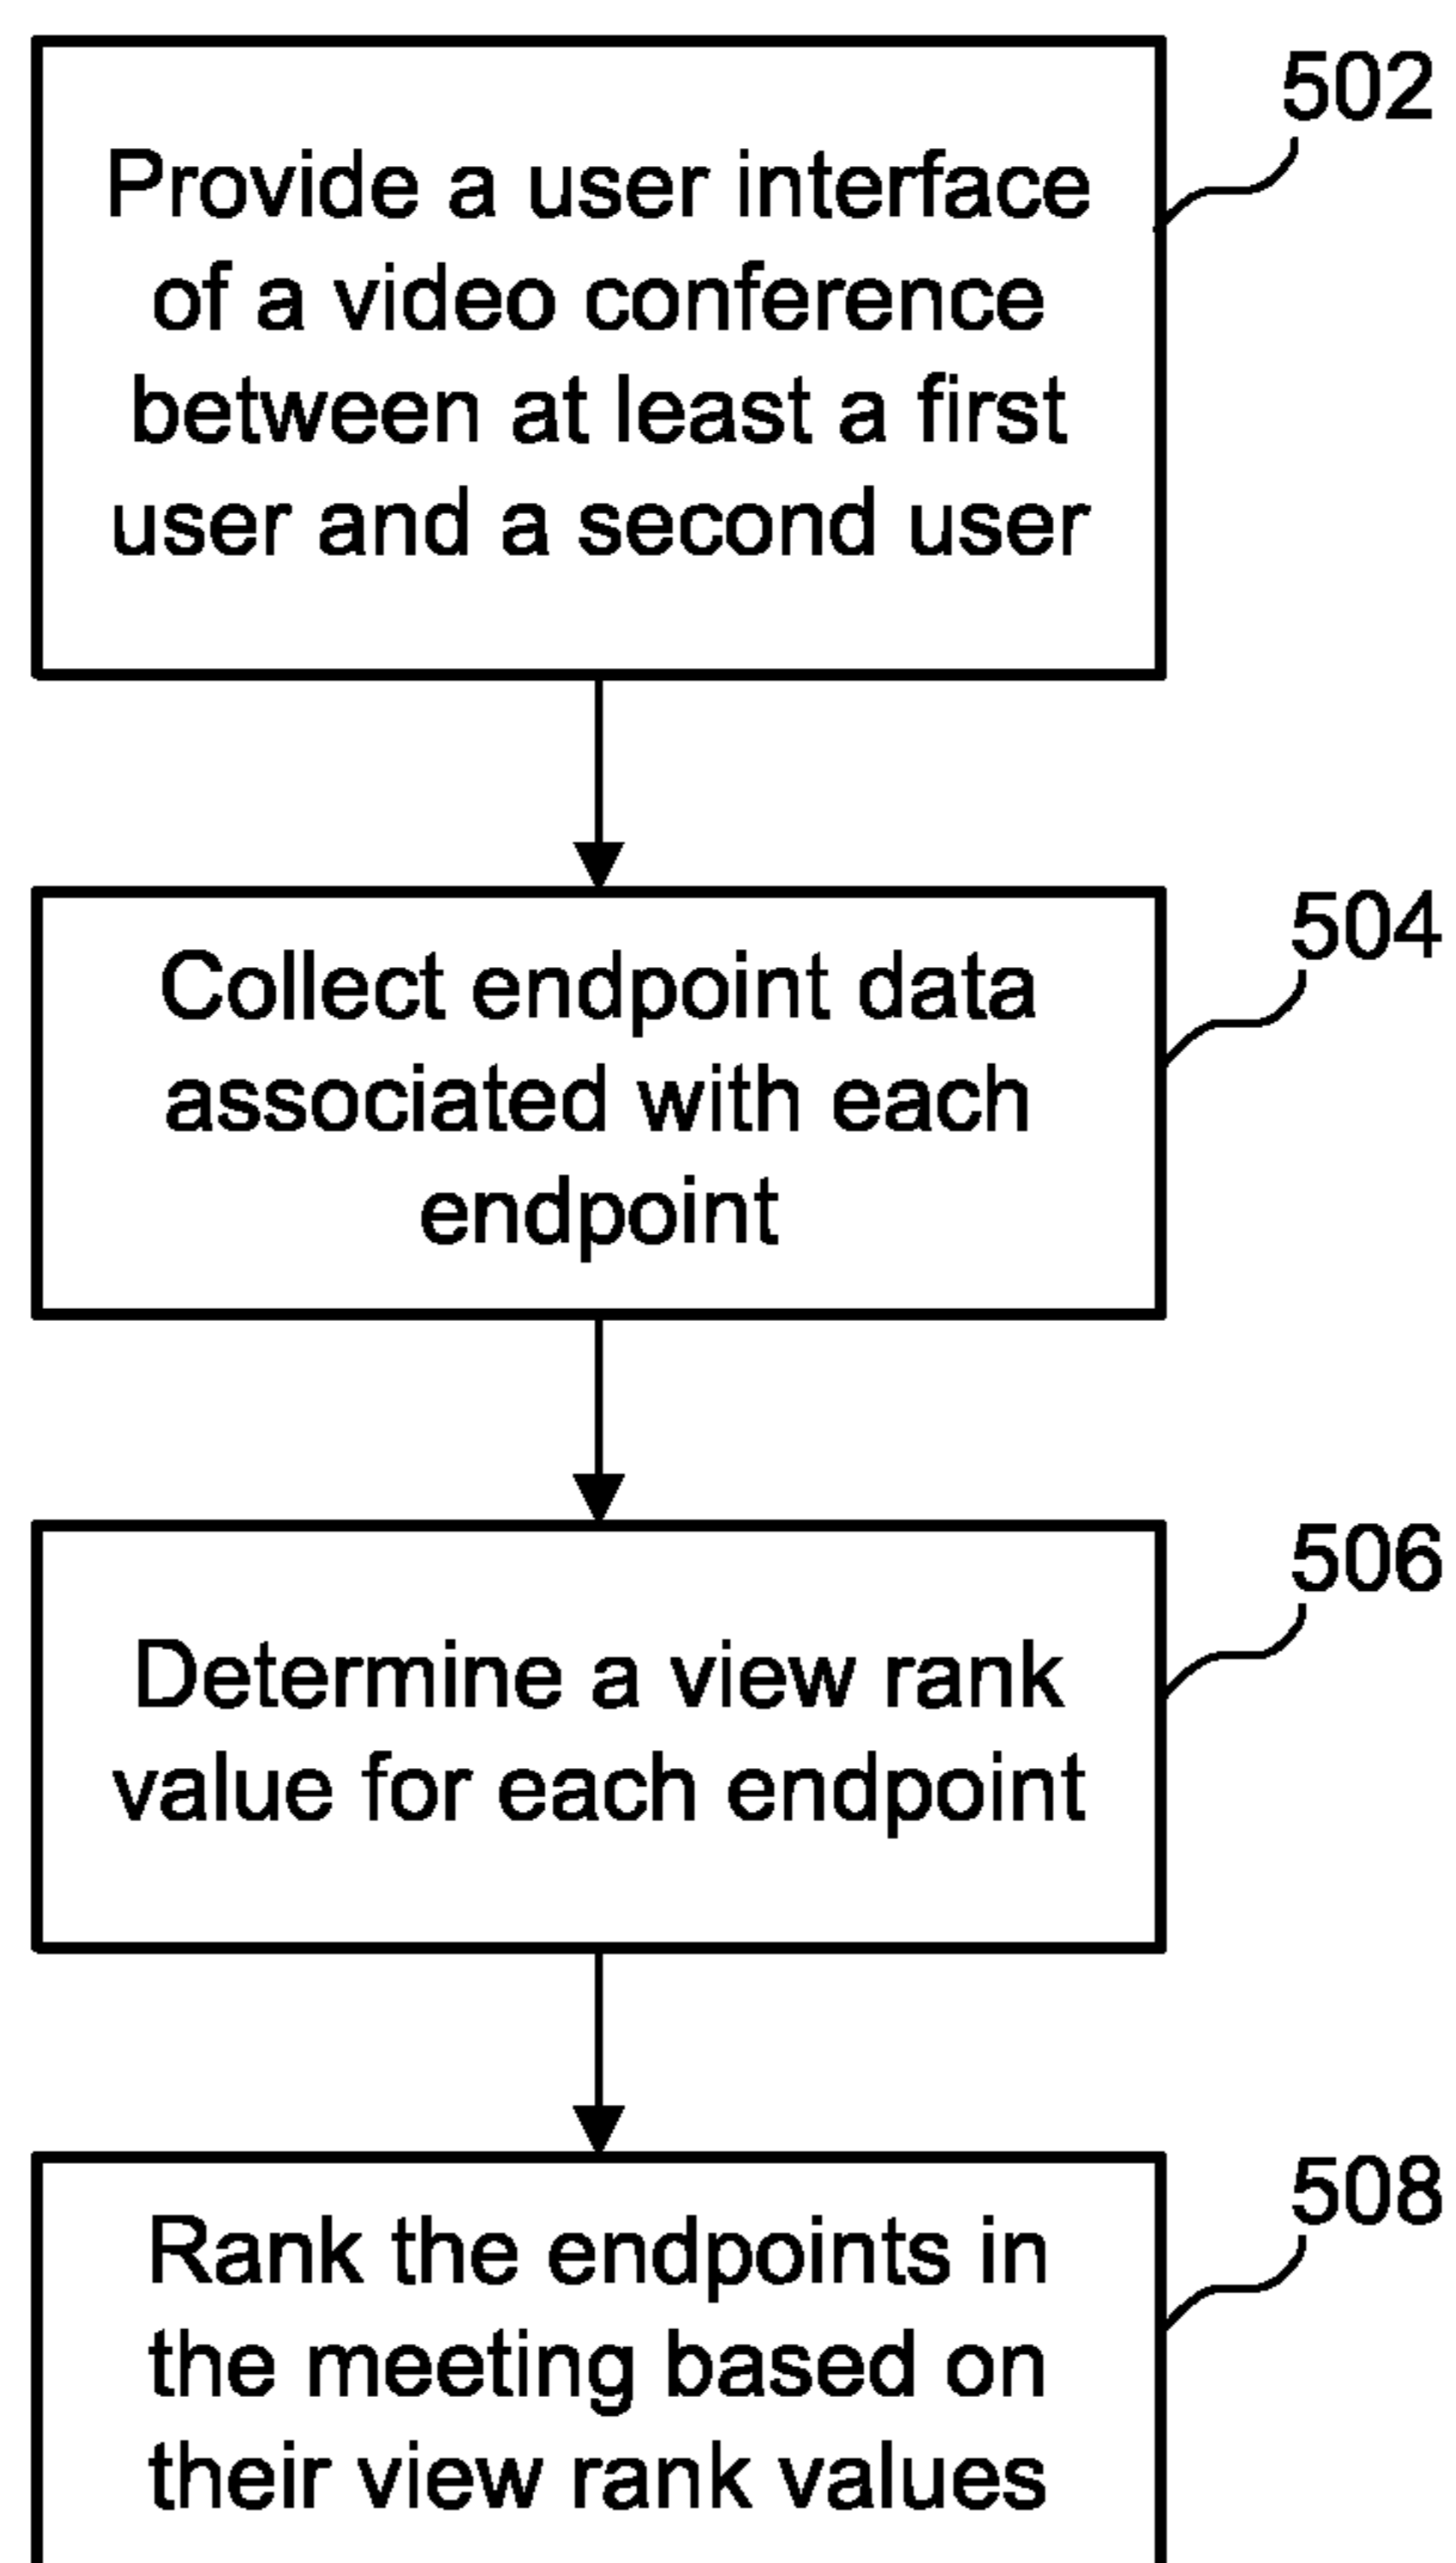 502
Provide a user interface
of a video conference
between at least a first
user and a second user
504
Collect endpoint data
associated with each
endpoint
506
Determine a view rank
value for each endpoint
508
Rank the endpoints in
the meeting based on
their view rank values